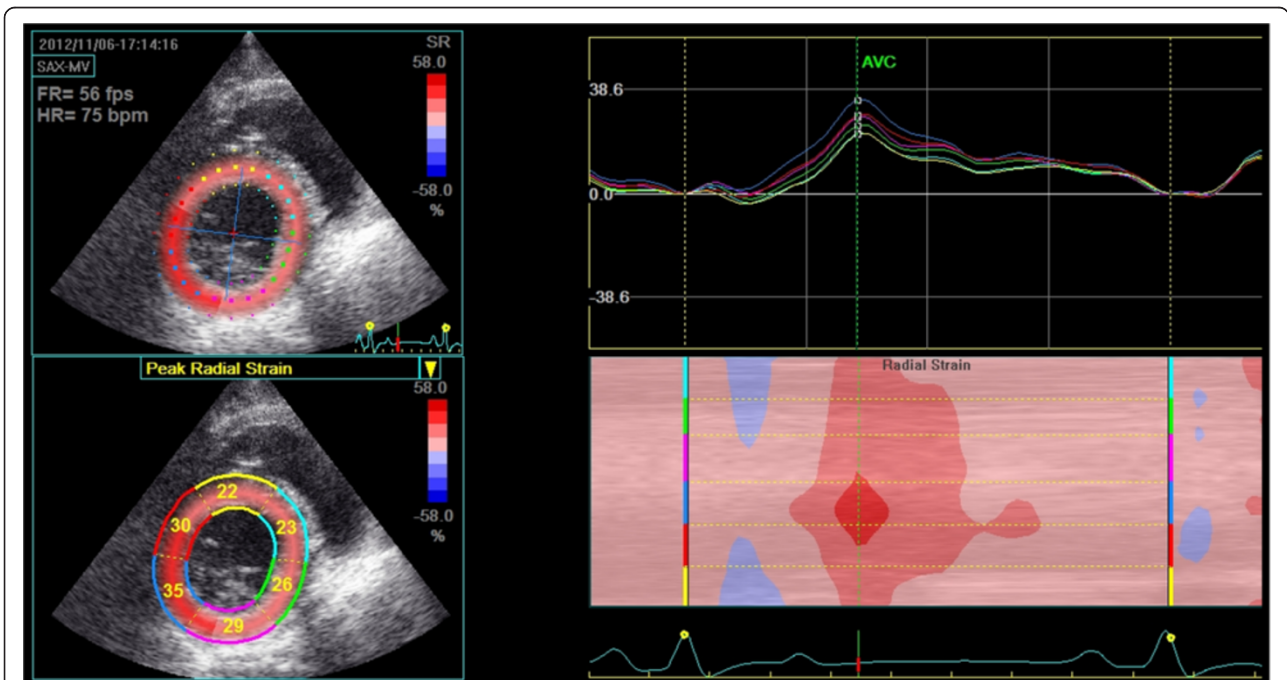 2012/11/06-17:14:16
SAX-MV
FR= 56 fps
HR= 75 bpm
SR
58.0
-58.0
%
AVC
38.6
0.0
-38.6
Peak Radial Strain
58.0
-58.0
%
22
30
23
35
26
29
Radial Strain